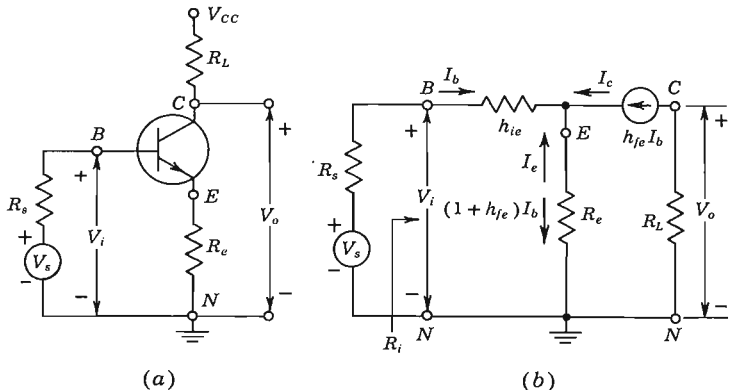 V_CC
R_L
C
B
+
+
R_s
+
V_s
−
V_i
−
E
R_e
V_o
N
−
(a)
B
I_b
I_c
C
+
h_ie
E
h_fe I_b
+
R_s
I_e
V_i
(1 + h_fe)I_b
R_e
R_L
V_o
+
V_s
−
−
N
R_i
N
−
(b)